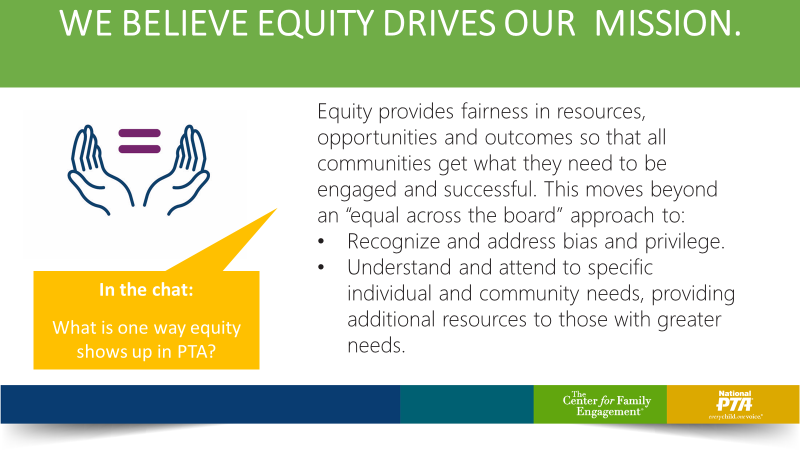 WE BELIEVE EQUITY DRIVES OUR  MISSION.
Equity provides fairness in resources,
opportunities and outcomes so that all
communities get what they need to be
engaged and successful. This moves beyond
an “equal across the board” approach to:
• Recognize and address bias and privilege.
• Understand and attend to specific
individual and community needs, providing
additional resources to those with greater
needs.
In the chat:
What is one way equity
shows up in PTA?
The
Center for Family
Engagement
National
PTA
everychild.onevoice.